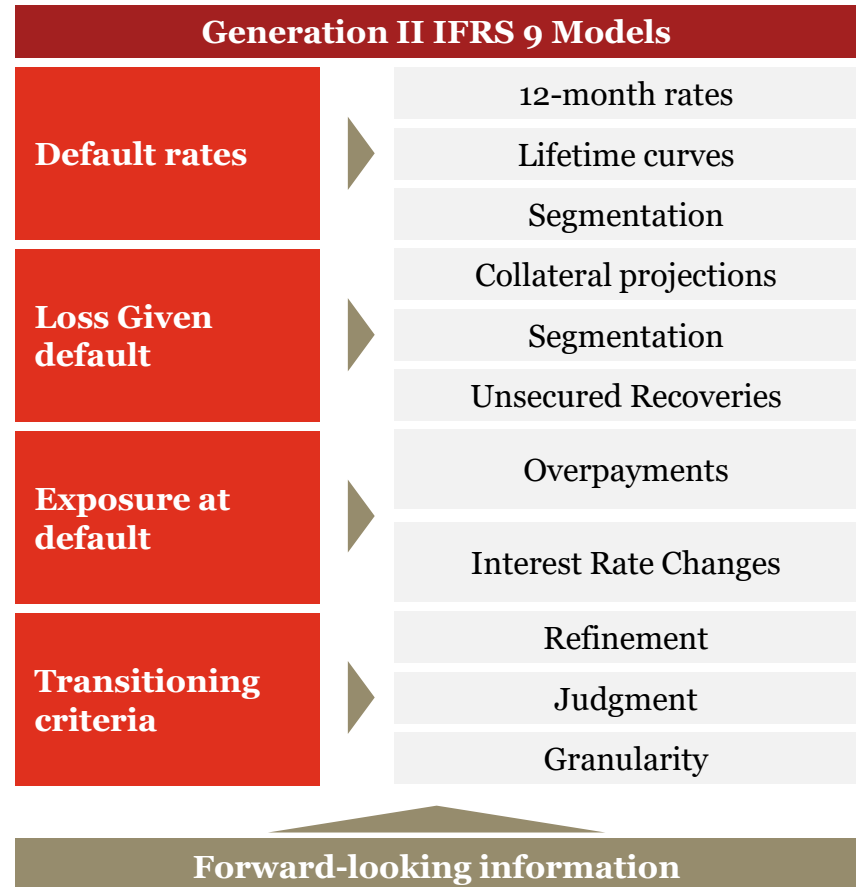 Generation II IFRS 9 Models
Default rates
12-month rates
Lifetime curves
Segmentation
Loss Given
default
Collateral projections
Segmentation
Unsecured Recoveries
Exposure at
default
Overpayments
Interest Rate Changes
Transitioning
criteria
Refinement
Judgment
Granularity
Forward-looking information